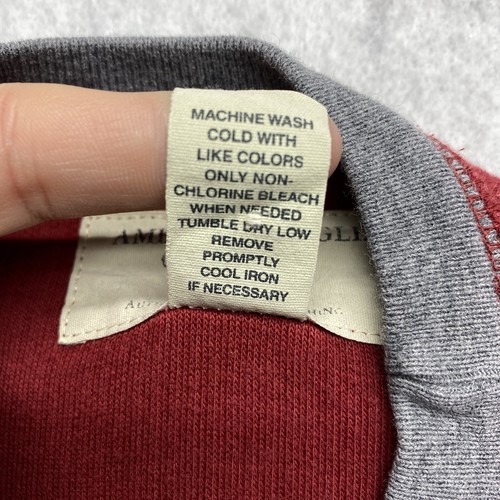 MACHINE WASH
COLD WITH
LIKE COLORS
ONLY NON-
CHLORINE BLEACH
WHEN NEEDED
TUMBLE DRY LOW
REMOVE
PROMPTLY
COOL IRON
IF NECESSARY